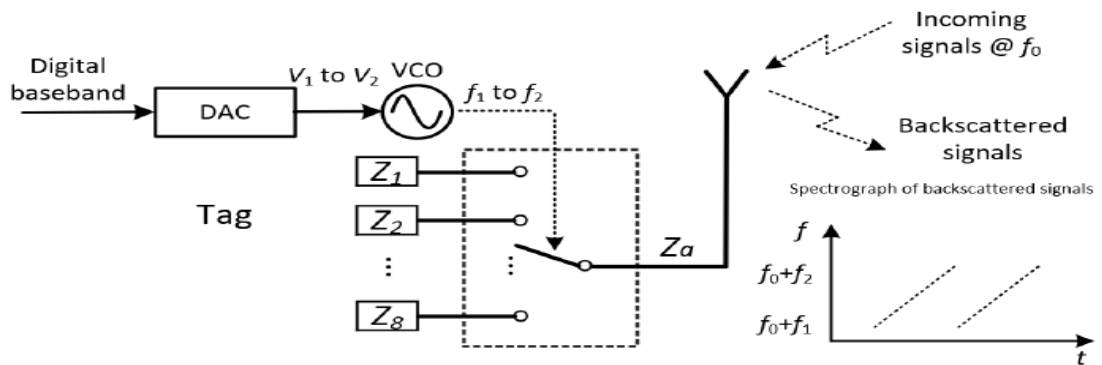 Digital
baseband
DAC
V₁ to V₂
VCO
f₁ to f₂
Incoming
signals @ f₀
Backscattered
signals
Z₁
Z₂
⋮
⋮
Z₈
Tag
Za
Spectrograph of backscattered signals
f
f₀+f₂
f₀+f₁
t